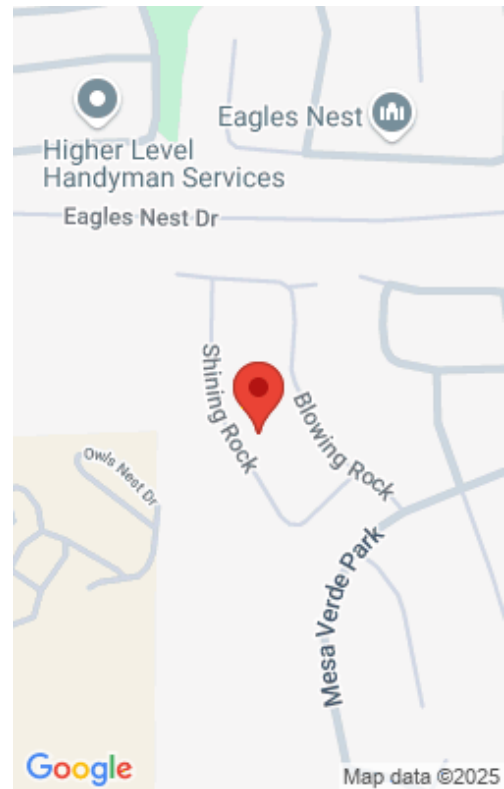 Eagles Nest
Higher Level
Handyman Services
Eagles Nest Dr
Shining Rock
Blowing Rock
Owls Nest Dr
Mesa Verde Park
Google
Map data ©2025